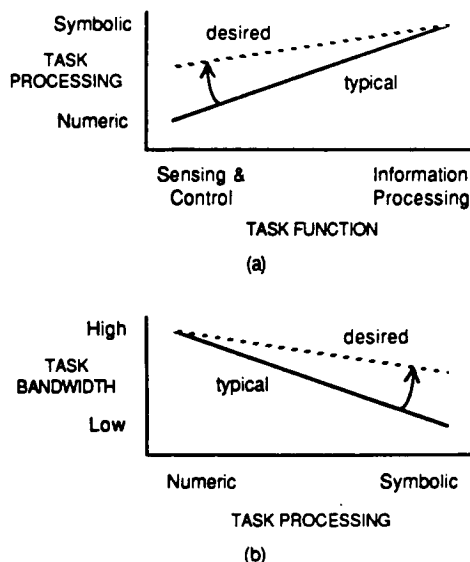 Symbolic
desired
TASK
PROCESSING
typical
Numeric
Sensing &
Control
Information
Processing
TASK FUNCTION
(a)
High
desired
TASK
BANDWIDTH
typical
Low
Numeric
Symbolic
TASK PROCESSING
(b)